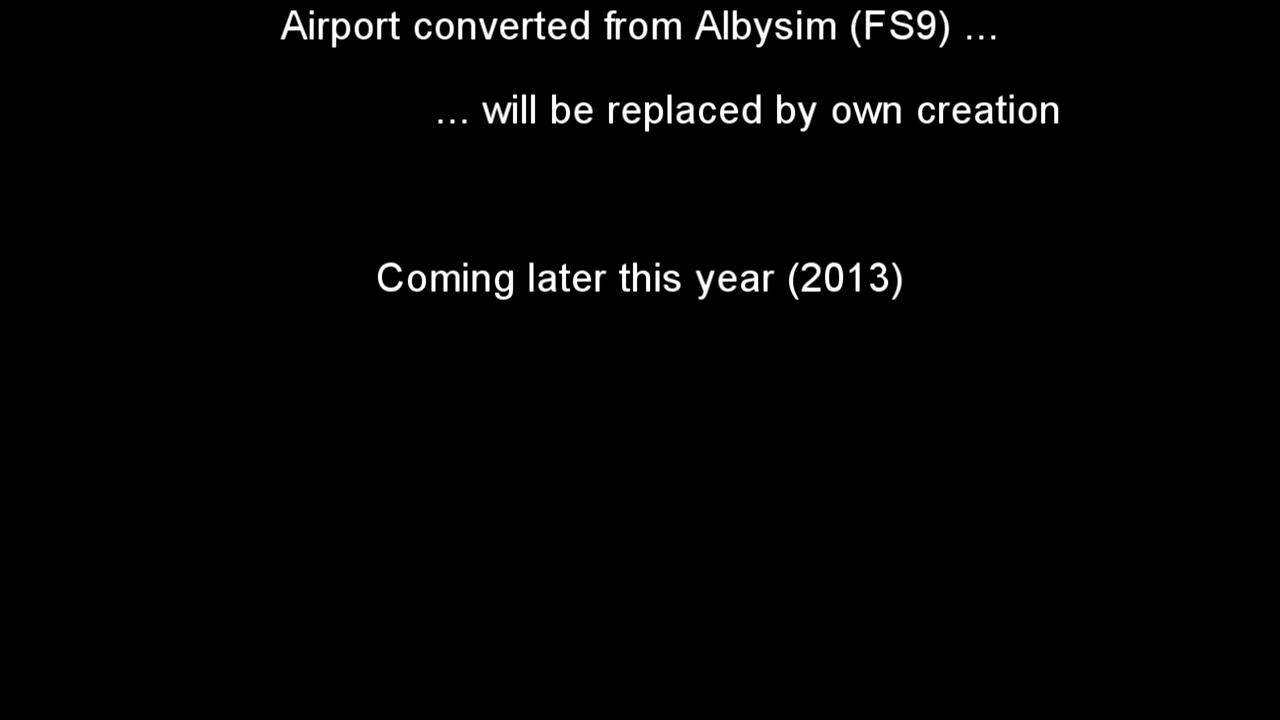 Airport converted from Albysim (FS9) ...
... will be replaced by own creation
Coming later this year (2013)